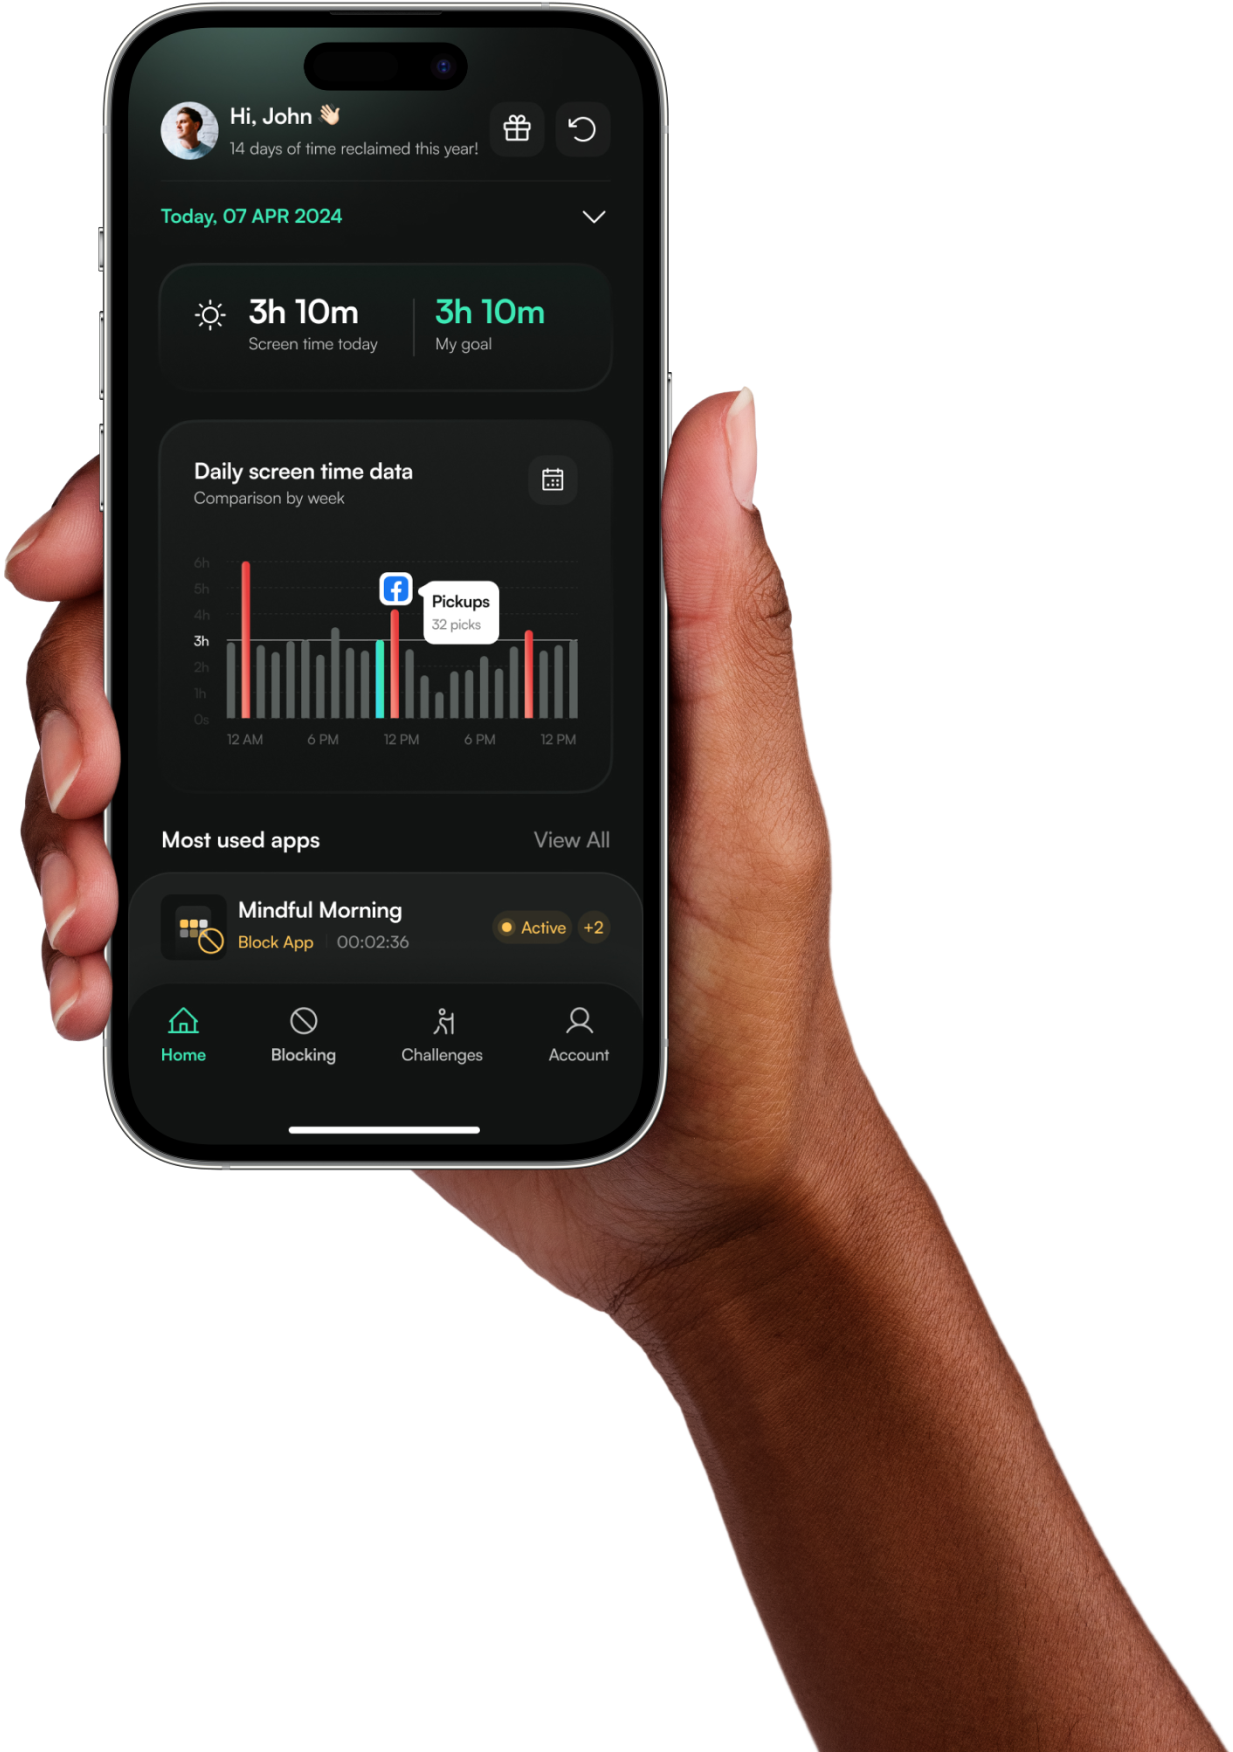 Hi, John 👋🏻
14 days of time reclaimed this year!
Today, 07 APR 2024
3h 10m
Screen time today
3h 10m
My goal
Daily screen time data
Comparison by week
6h
5h
4h
3h
2h
1h
0s
Pickups
32 picks
12 AM 6 PM 12 PM 6 PM 12 PM
Most used apps
View All
Mindful Morning
Block App 00:02:36
Active +2
Home Blocking Challenges Account